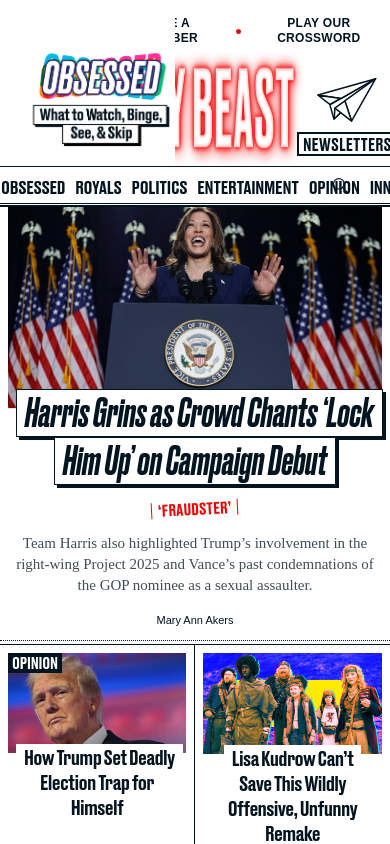 PLAY OUR
CROSSWORD
OBSESSED
What to Watch, Binge,
See, & Skip
BEAST
NEWSLETTERS
OBSESSED ROYALS POLITICS ENTERTAINMENT OPINION INN
VICE PRESIDENT
Harris Grins as Crowd Chants ‘Lock
Him Up’ on Campaign Debut
‘FRAUDSTER’
Team Harris also highlighted Trump’s involvement in the
right-wing Project 2025 and Vance’s past condemnations of
the GOP nominee as a sexual assaulter.
Mary Ann Akers
OPINION
How Trump Set Deadly
Election Trap for
Himself
Lisa Kudrow Can’t
Save This Wildly
Offensive, Unfunny
Remake